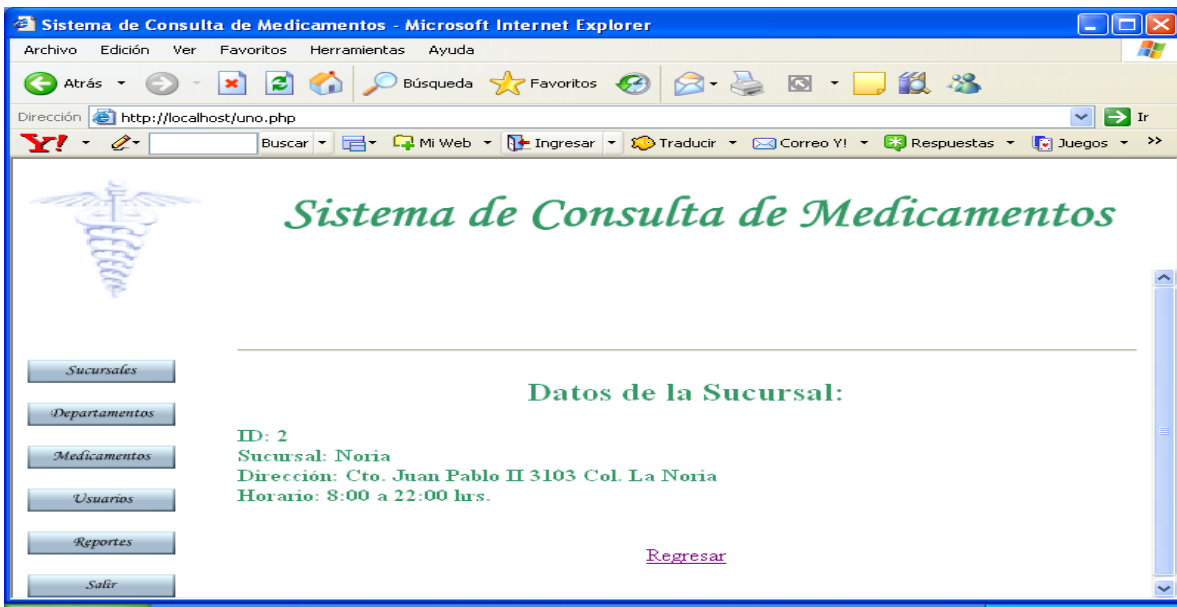 Sistema de Consulta de Medicamentos - Microsoft Internet Explorer
Archivo Edición Ver Favoritos Herramientas Ayuda
Atrás Búsqueda Favoritos
Dirección http://localhost/uno.php Ir
Y! Buscar Mi Web Ingresar Traducir Correo Y! Respuestas Juegos >>
Sistema de Consulta de Medicamentos
Sucursales
Departamentos
Medicamentos
Usuarios
Reportes
Salir
Datos de la Sucursal:
ID: 2
Sucursal: Noria
Dirección: Cto. Juan Pablo II 3103 Col. La Noria
Horario: 8:00 a 22:00 hrs.
Regresar